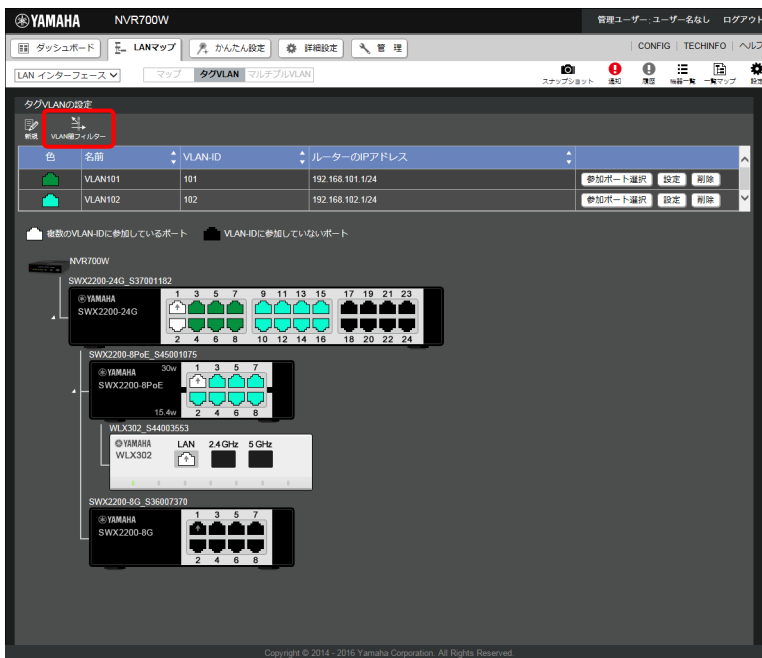 YAMAHA NVR700W 管理ユーザー:ユーザー名なし ログアウト
ダッシュボード LANマップ かんたん設定 詳細設定 管 理 CONFIG TECHINFO ヘルプ
LAN インターフェース マップ タグVLAN マルチプルVLAN スナップショット 通知 履歴 機器一覧 一覧マップ 設定
タグVLANの設定
新規 VLAN間フィルター
色 名前 VLAN-ID ルーターのIPアドレス
VLAN101 101 192.168.101.1/24 参加ポート選択 設定 削除
VLAN102 102 192.168.102.1/24 参加ポート選択 設定 削除
複数のVLAN-IDに参加しているポート VLAN-IDに参加していないポート
NVR700W
SWX2200-24G_S37001182
YAMAHA
SWX2200-24G
1 3 5 7 9 11 13 15 17 19 21 23
2 4 6 8 10 12 14 16 18 20 22 24
SWX2200-8PoE_S45001075
YAMAHA 30w 1 3 5 7
SWX2200-8PoE
15.4w 2 4 6 8
WLX302_S44003553
YAMAHA LAN 2.4 GHz 5 GHz
WLX302
SWX2200-8G_S36007370
YAMAHA 1 3 5 7
SWX2200-8G
2 4 6 8
Copyright © 2014 - 2016 Yamaha Corporation. All Rights Reserved.